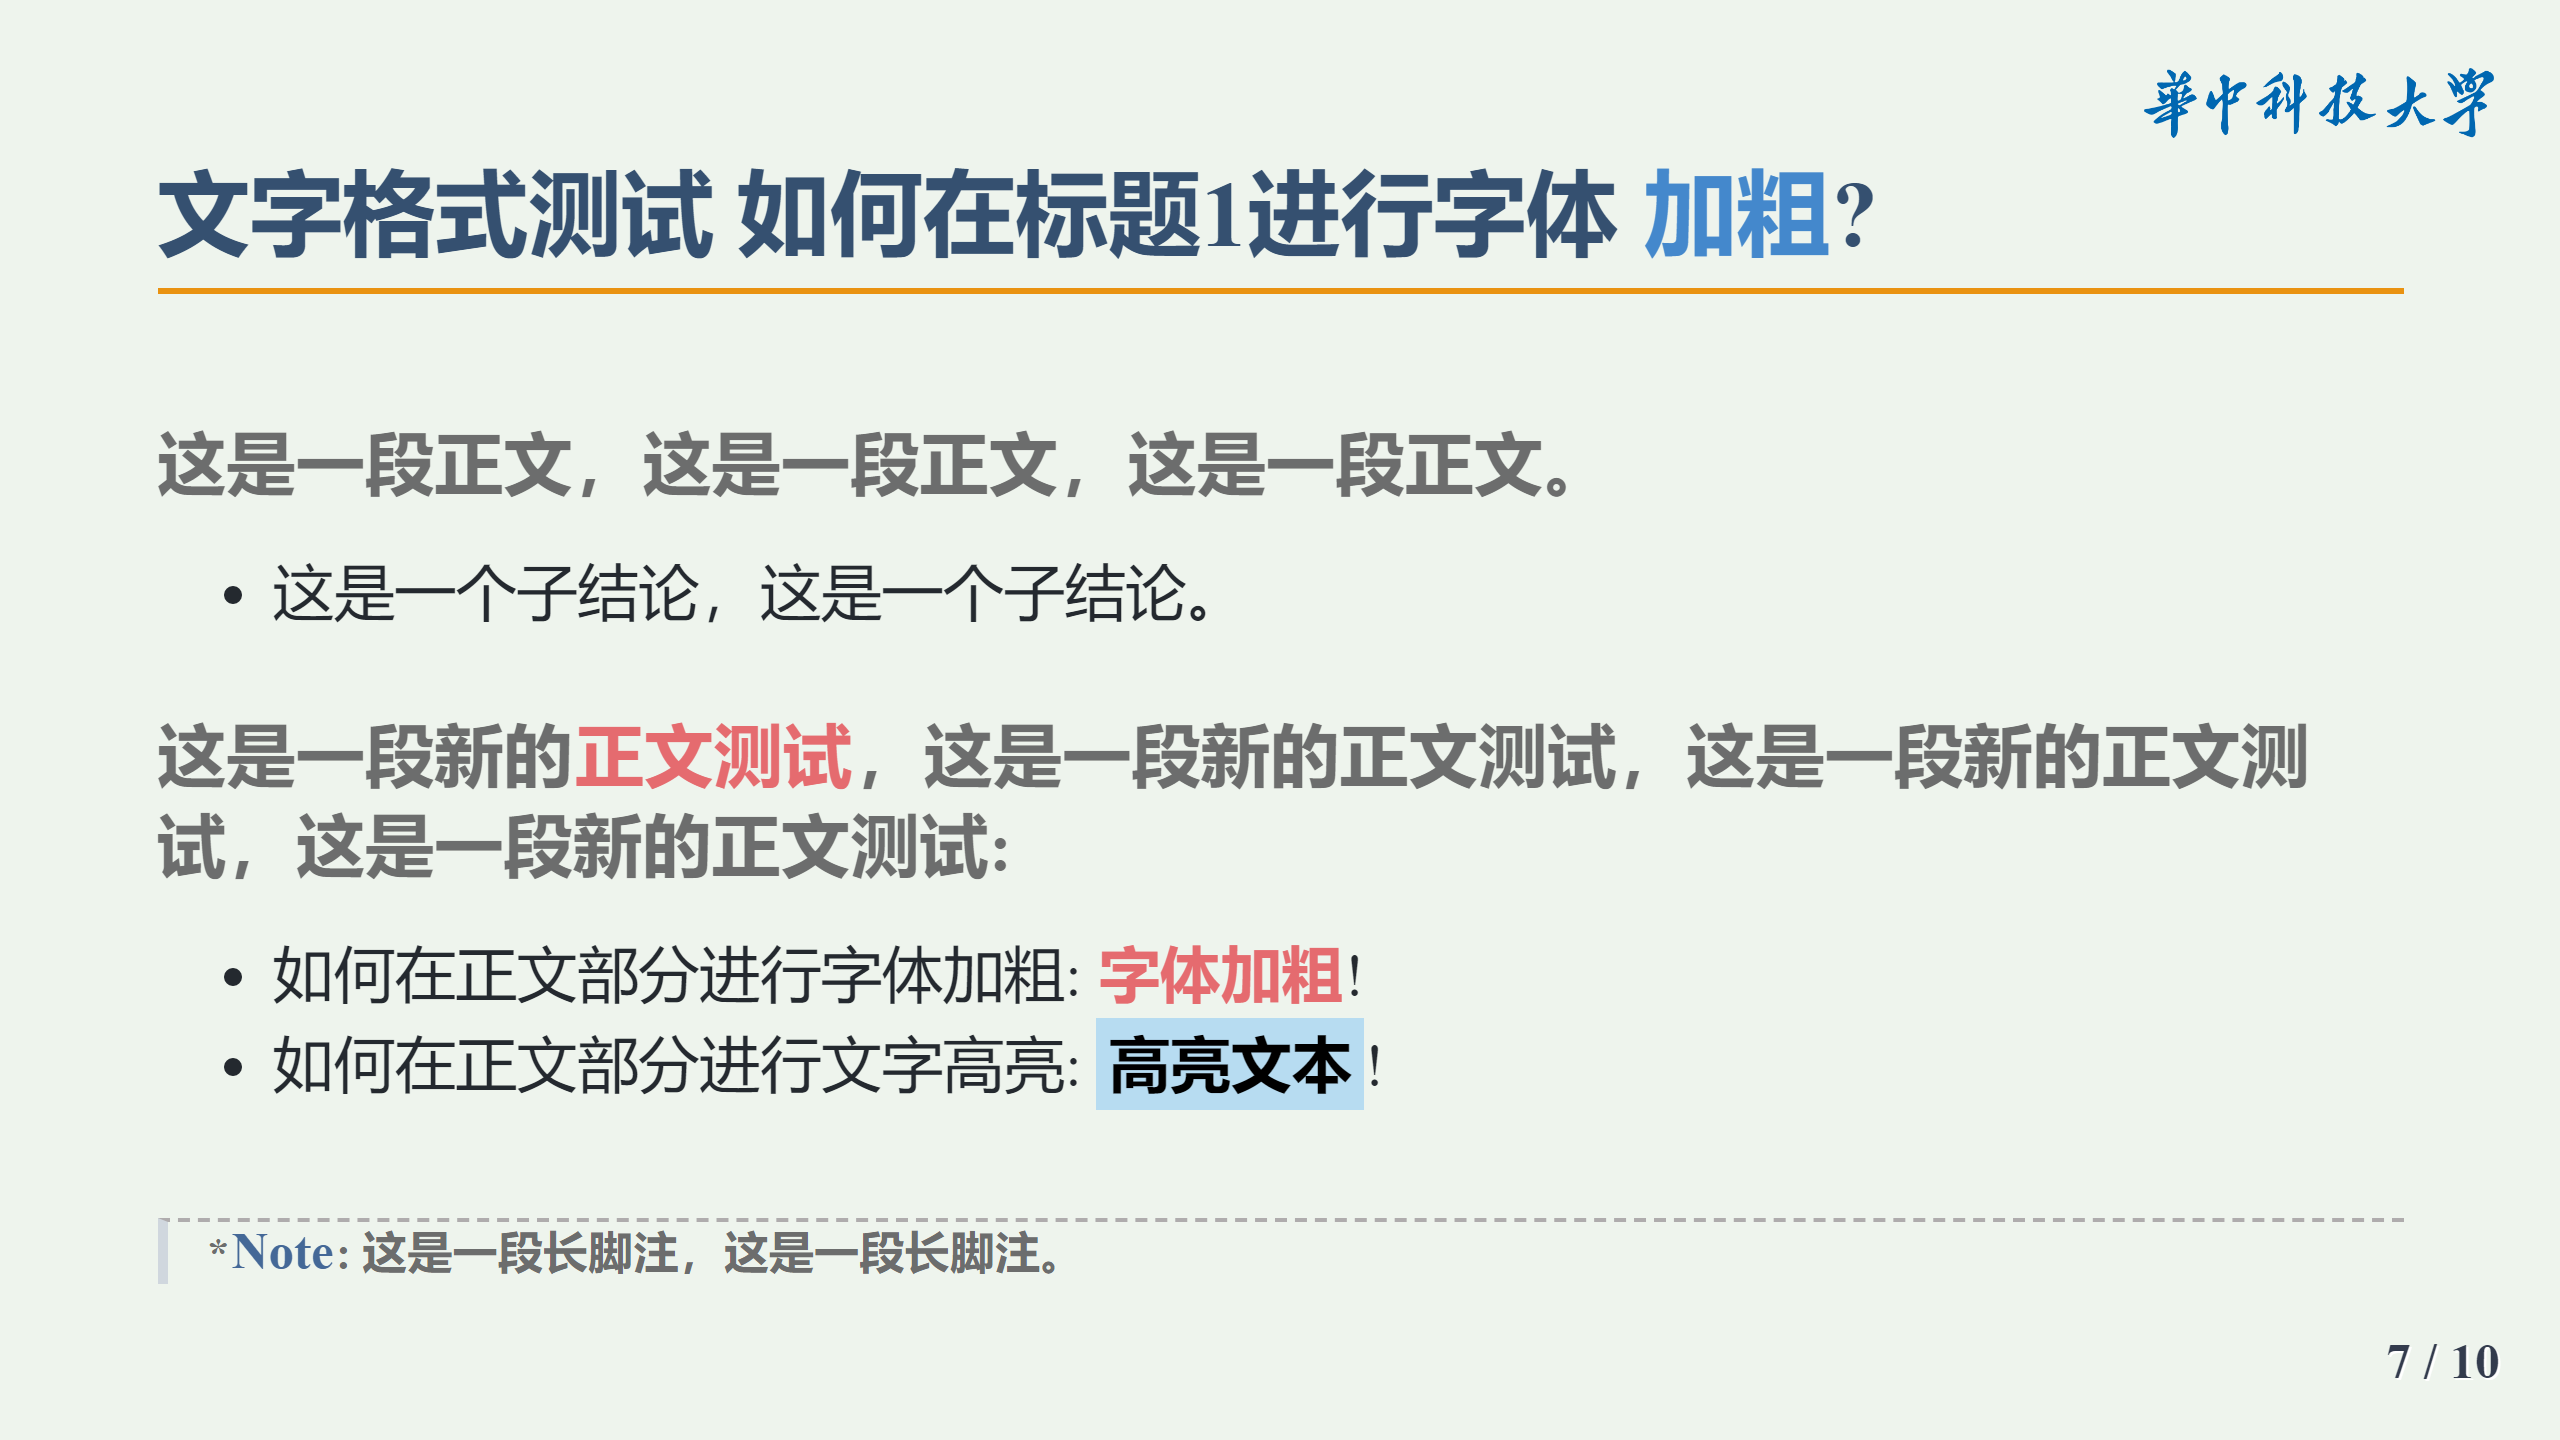 華中科技大学
文字格式测试 如何在标题1进行字体 加粗?
这是一段正文，这是一段正文，这是一段正文。
• 这是一个子结论，这是一个子结论。
这是一段新的正文测试，这是一段新的正文测试，这是一段新的正文测
试，这是一段新的正文测试:
• 如何在正文部分进行字体加粗: 字体加粗!
• 如何在正文部分进行文字高亮: 高亮文本!
*Note: 这是一段长脚注，这是一段长脚注。
7 / 10